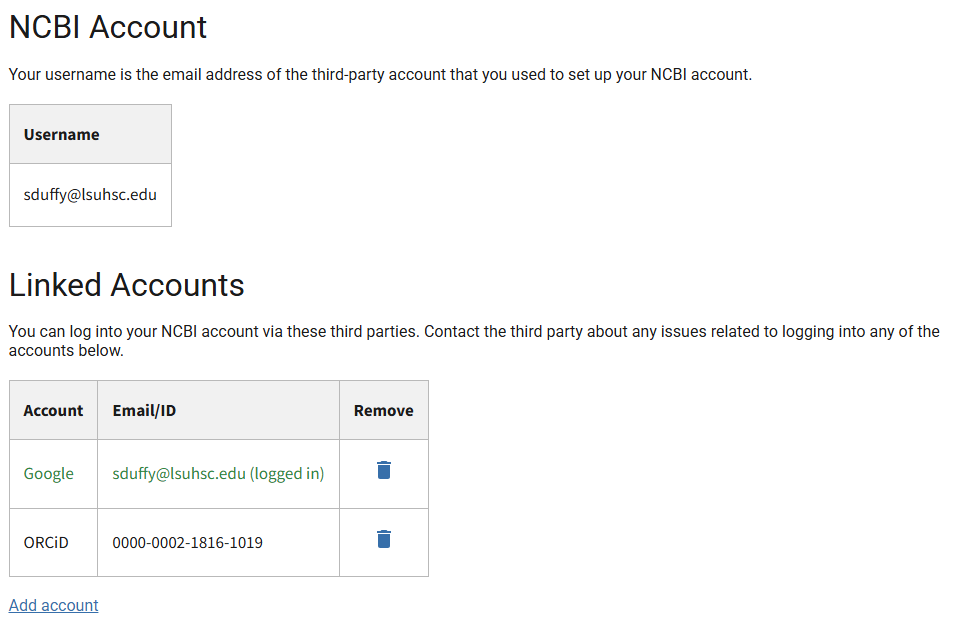 NCBI Account
Your username is the email address of the third-party account that you used to set up your NCBI account.
Username
sduffy@lsuhsc.edu
Linked Accounts
You can log into your NCBI account via these third parties. Contact the third party about any issues related to logging into any of the
accounts below.
Account Email/ID Remove
Google sduffy@lsuhsc.edu (logged in)
ORCiD 0000-0002-1816-1019
Add account